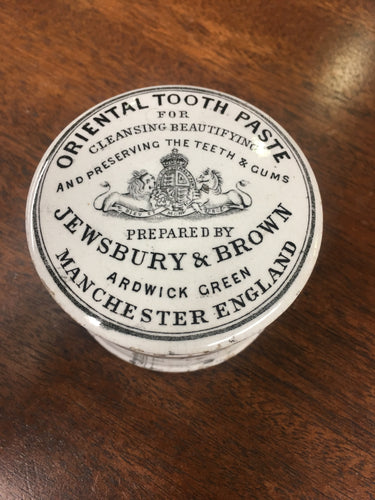 ORIENTAL TOOTH PASTE
FOR
CLEANSING BEAUTIFYING
AND PRESERVING THE TEETH & GUMS
PREPARED BY
JEWSBURY & BROWN
ARDWICK GREEN
MANCHESTER ENGLAND